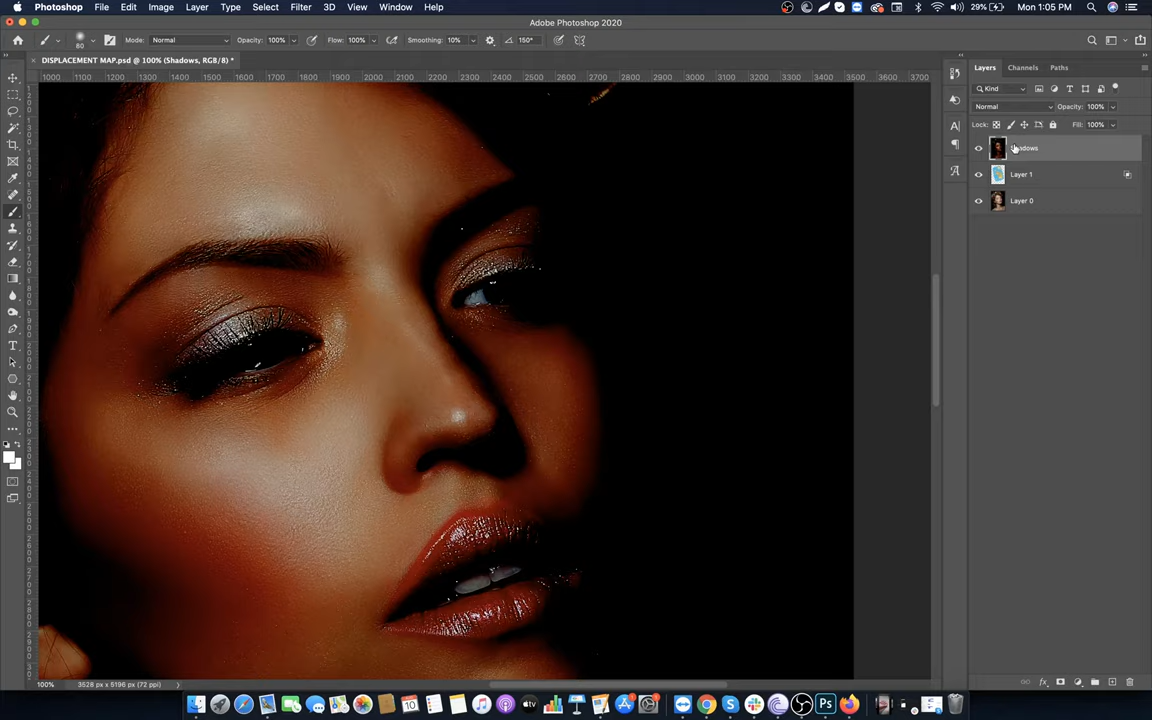 Photoshop File Edit Image Layer Type Select Filter 3D View Window Help 29% Mon 1:05 PM
Adobe Photoshop 2020
80 Mode: Normal Opacity: 100% Flow: 100% Smoothing: 10% 150°
DISPLACEMENT MAP.psd @ 100% (Shadows, RGB/8) *
1000 1100 1200 1300 1400 1500 1600 1700 1800 1900 2000 2100 2200 2300 2400 2500 2600 2700 2800 2900 3000 3100 3200 3300 3400 3500 3600 3700
Layers Channels Paths
Kind
Normal Opacity: 100%
Lock: Fill: 100%
Layer 1
Layer 0
100% 3528 px x 5196 px (72 ppi)